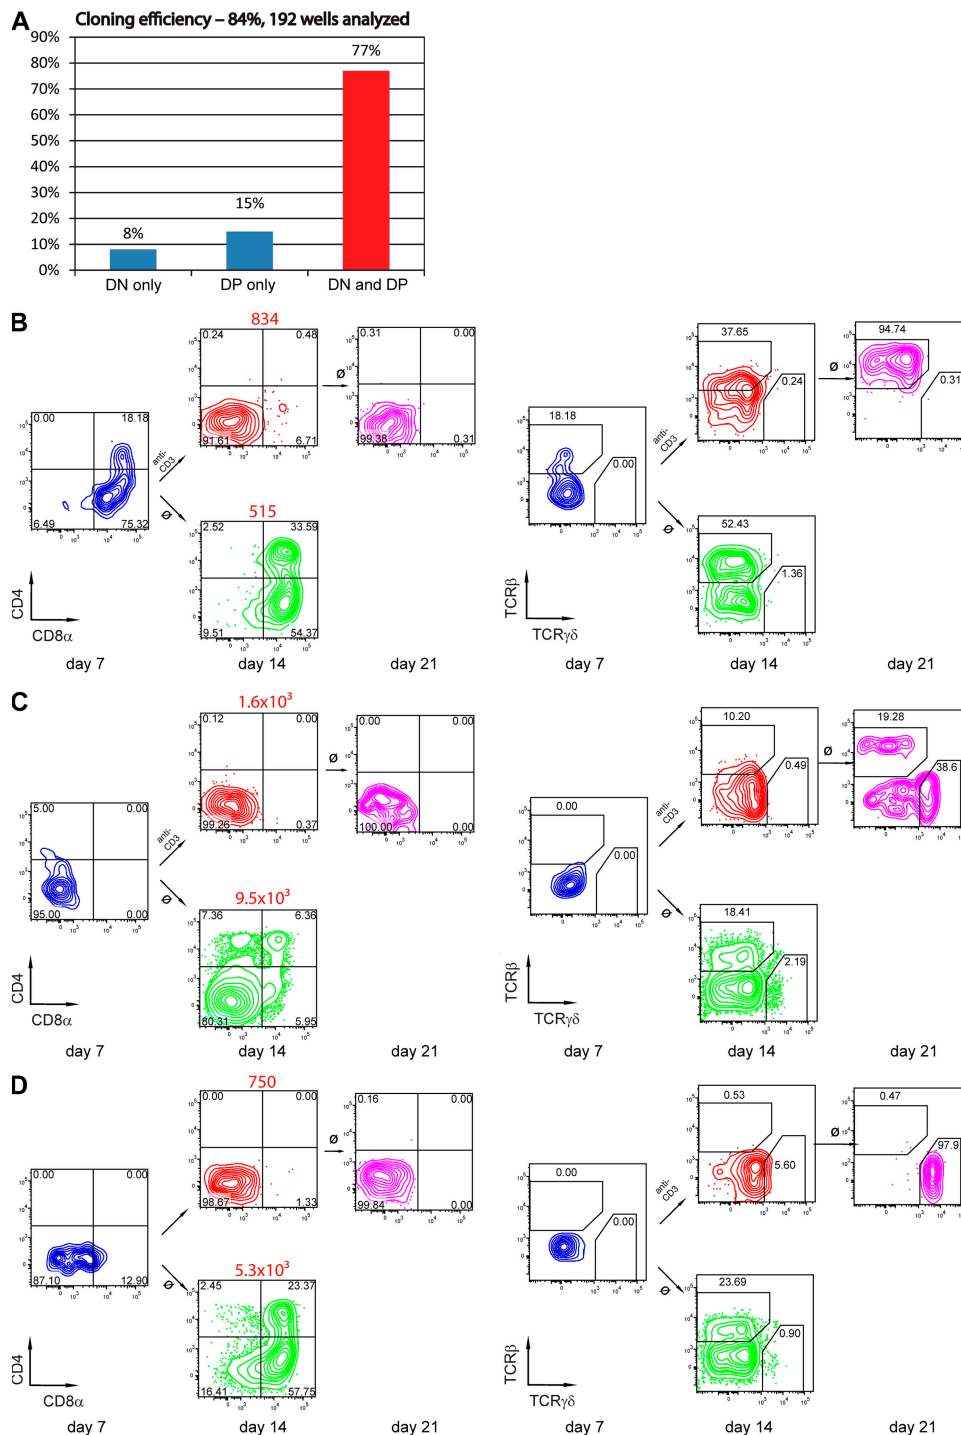 A
Cloning efficiency – 84%, 192 wells analyzed
90%
80%
70%
60%
50%
40%
30%
20%
10%
0%
8%
15%
77%
DN only
DP only
DN and DP
B
834
0.24 0.48
91.61 6.71
ø
0.31 0.00
99.38 0.31
0.00 18.18
6.49 75.32
anti-
CD3
ø
515
2.52 33.59
9.51 54.37
CD4
CD8α
day 7
day 14
day 21
37.65
0.24
ø
94.74
0.31
18.18
0.00
anti-
CD3
ø
52.43
1.36
TCRβ
TCRγδ
day 7
day 14
day 21
C
1.6x10³
0.12 0.00
99.26 0.37
ø
0.00 0.00
100.00 0.00
5.00 0.00
95.00 0.00
anti-
CD3
ø
9.5x10³
7.36 6.36
80.31 5.95
CD4
CD8α
day 7
day 14
day 21
10.20
0.49
ø
19.28
38.6
0.00
0.00
anti-
CD3
ø
18.41
2.19
TCRβ
TCRγδ
day 7
day 14
day 21
D
750
0.00 0.00
98.67 1.33
ø
0.16 0.00
99.84 0.00
0.00 0.00
87.10 12.90
ø
5.3x10³
2.45 23.37
16.41 57.75
CD4
CD8α
day 7
day 14
day 21
0.53
5.60
ø
0.47
97.9
0.00
0.00
anti-
CD3
ø
23.69
0.90
TCRβ
TCRγδ
day 7
day 14
day 21